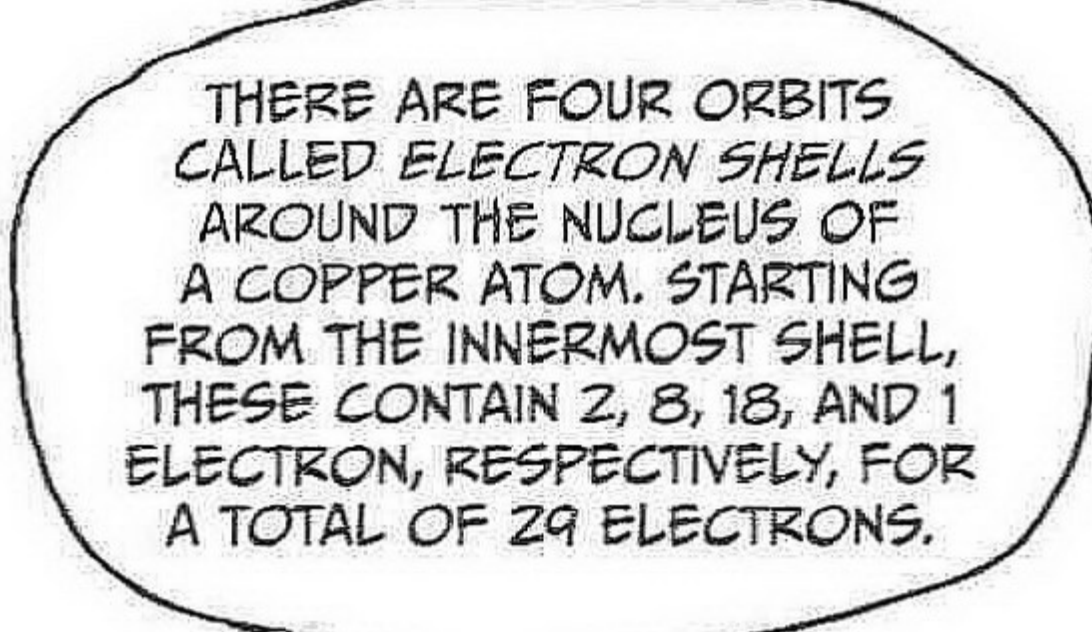 THERE ARE FOUR ORBITS
CALLED ELECTRON SHELLS
AROUND THE NUCLEUS OF
A COPPER ATOM. STARTING
FROM THE INNERMOST SHELL,
THESE CONTAIN 2, 8, 18, AND 1
ELECTRON, RESPECTIVELY, FOR
A TOTAL OF 29 ELECTRONS.